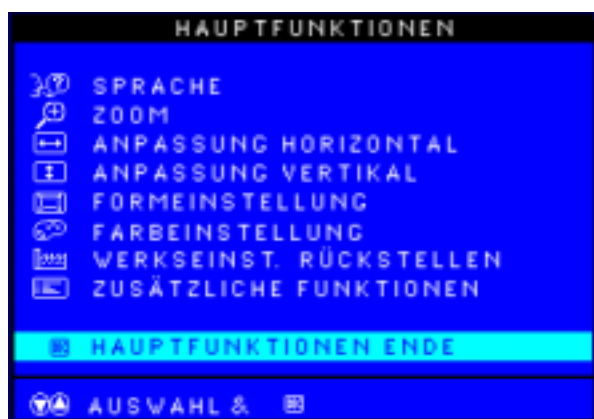 HAUPTFUNKTIONEN
SPRACHE
ZOOM
ANPASSUNG HORIZONTAL
ANPASSUNG VERTIKAL
FORMEINSTELLUNG
FARBEINSTELLUNG
WERKSEINST. RÜCKSTELLEN
ZUSÄTZLICHE FUNKTIONEN
HAUPTFUNKTIONEN ENDE
AUSWAHL &